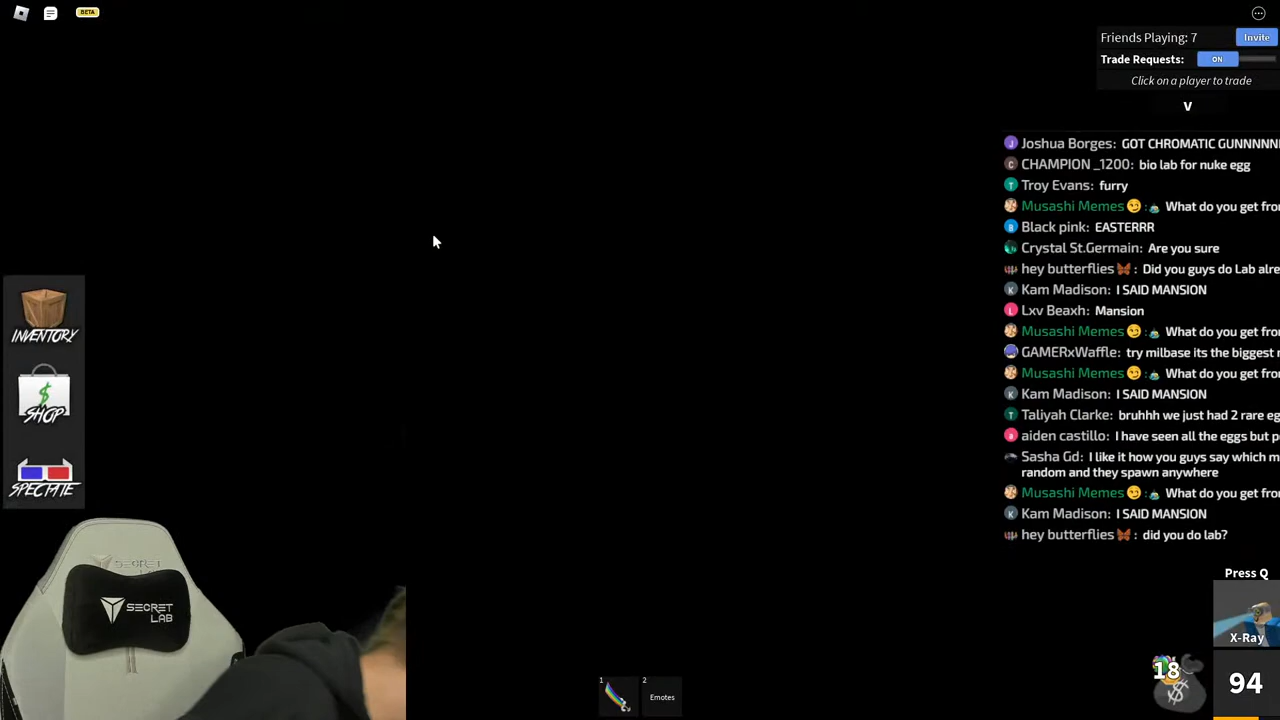 BETA
Friends Playing: 7
Invite
Trade Requests:
ON
Click on a player to trade
v
Joshua Borges: GOT CHROMATIC GUNNNNN
CHAMPION _1200: bio lab for nuke egg
Troy Evans: furry
Musashi Memes 😏: What do you get fro
Black pink: EASTERRR
Crystal St.Germain: Are you sure
hey butterflies 🦋: Did you guys do Lab alre
Kam Madison: I SAID MANSION
Lxv Beaxh: Mansion
Musashi Memes 😏: What do you get fro
GAMERxWaffle: try milbase its the biggest
Musashi Memes 😏: What do you get fro
Kam Madison: I SAID MANSION
Taliyah Clarke: bruhhh we just had 2 rare eg
aiden castillo: I have seen all the eggs but p
Sasha Gd: I like it how you guys say which m
random and they spawn anywhere
Musashi Memes 😏: What do you get fro
Kam Madison: I SAID MANSION
hey butterflies 🦋: did you do lab?
INVENTORY
$
SHOP
SPECTATE
SECRET
LAB
SECRET
LAB
Press Q
X-Ray
18
$
94
1
2
Emotes